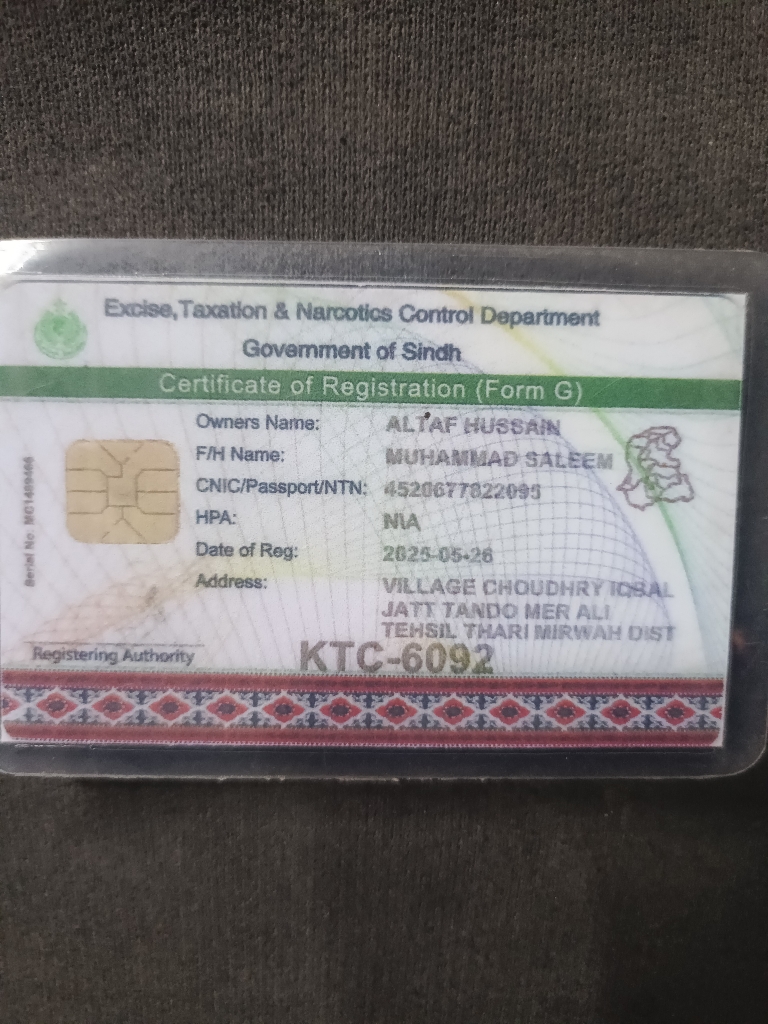 Excise,Taxation & Narcotics Control Department
Government of Sindh
Certificate of Registration (Form G)
Owners Name: ALTAF HUSSAIN
F/H Name: MUHAMMAD SALEEM
CNIC/Passport/NTN: 4520677822095
HPA: N\A
Date of Reg: 2025-05-26
Address: VILLAGE CHOUDHRY IQBAL
JATT TANDO MER ALI
TEHSIL THARI MIRWAH DIST
Registering Authority
KTC-6092
Serial No: